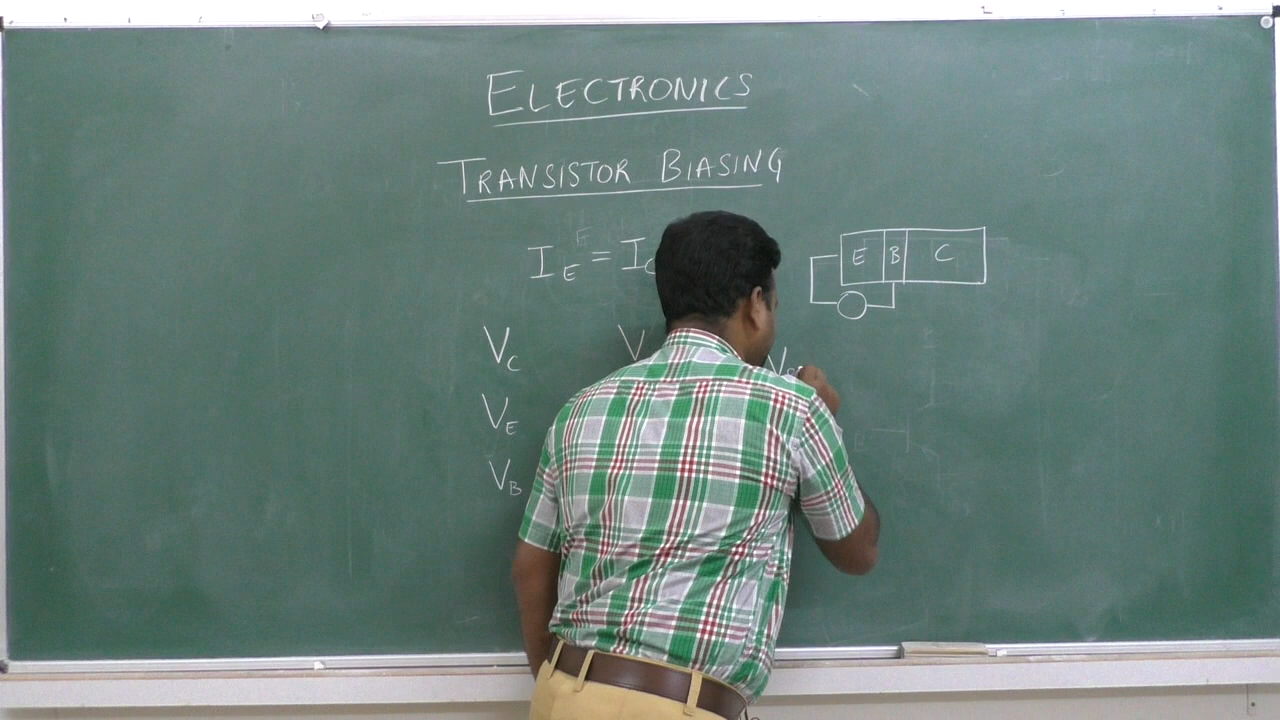 ELECTRONICS
TRANSISTOR BIASING
I_E = I_C
E B C
V_C V
V_E
V_B